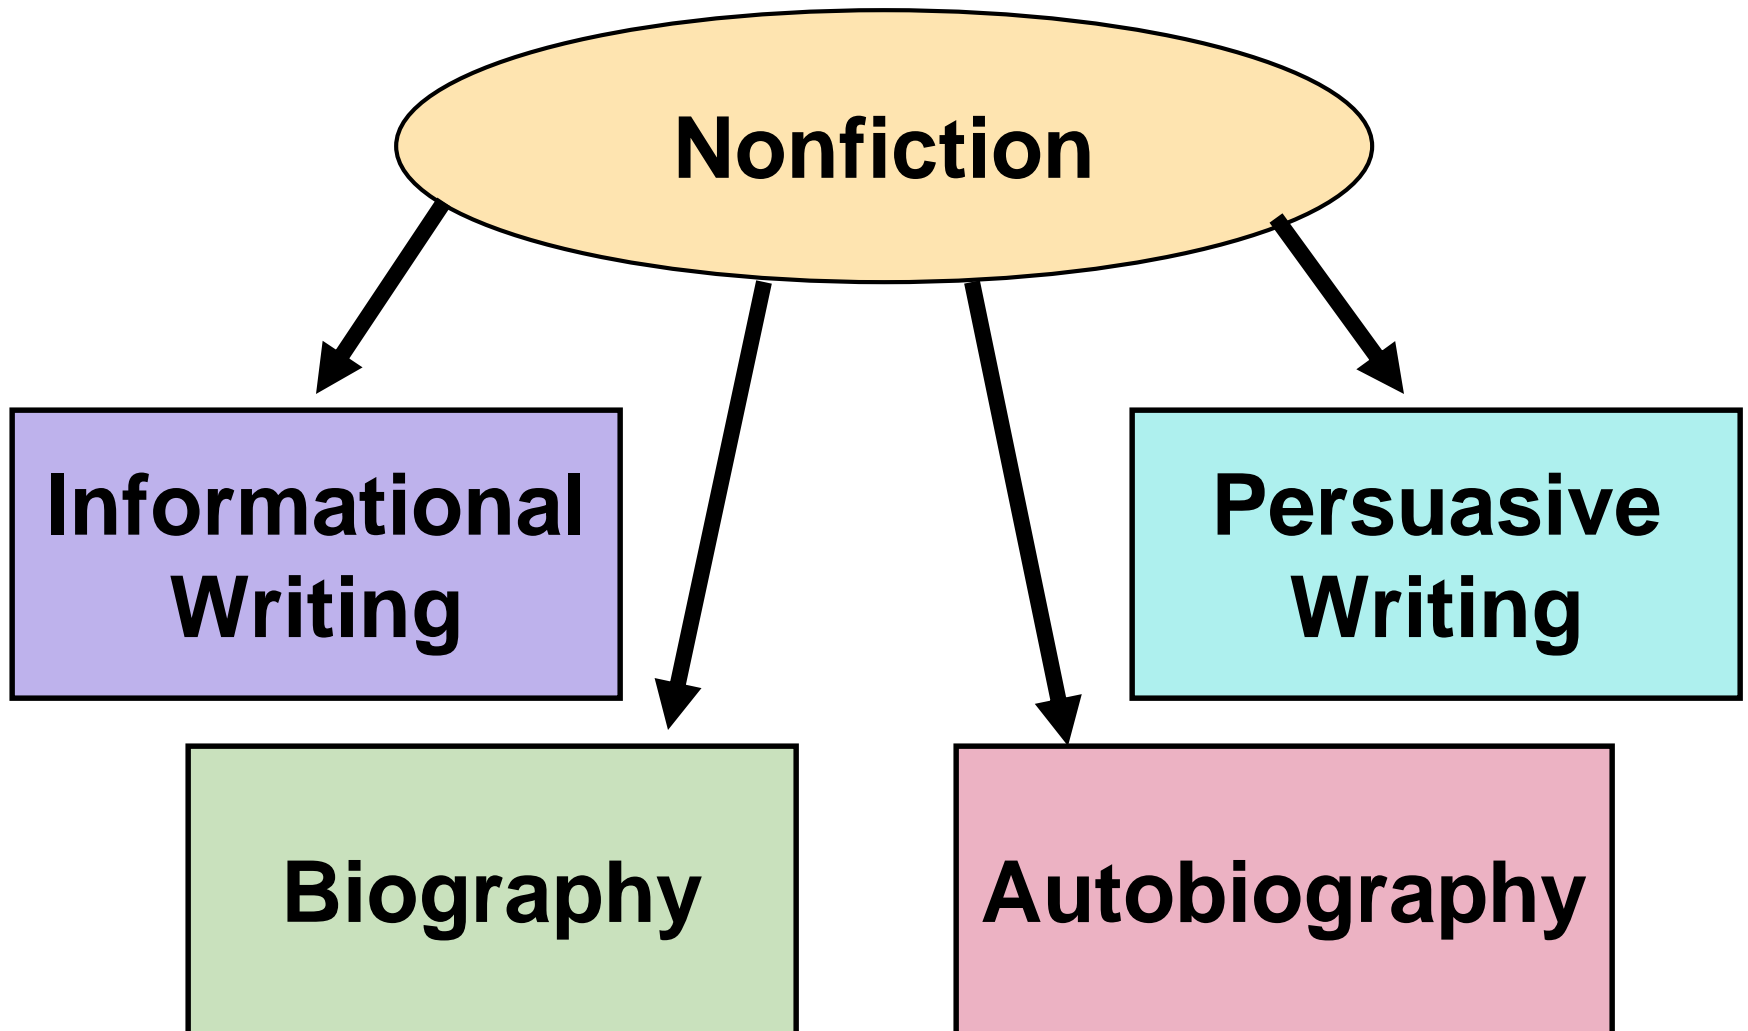 Nonfiction
Informational
Writing
Persuasive
Writing
Biography
Autobiography